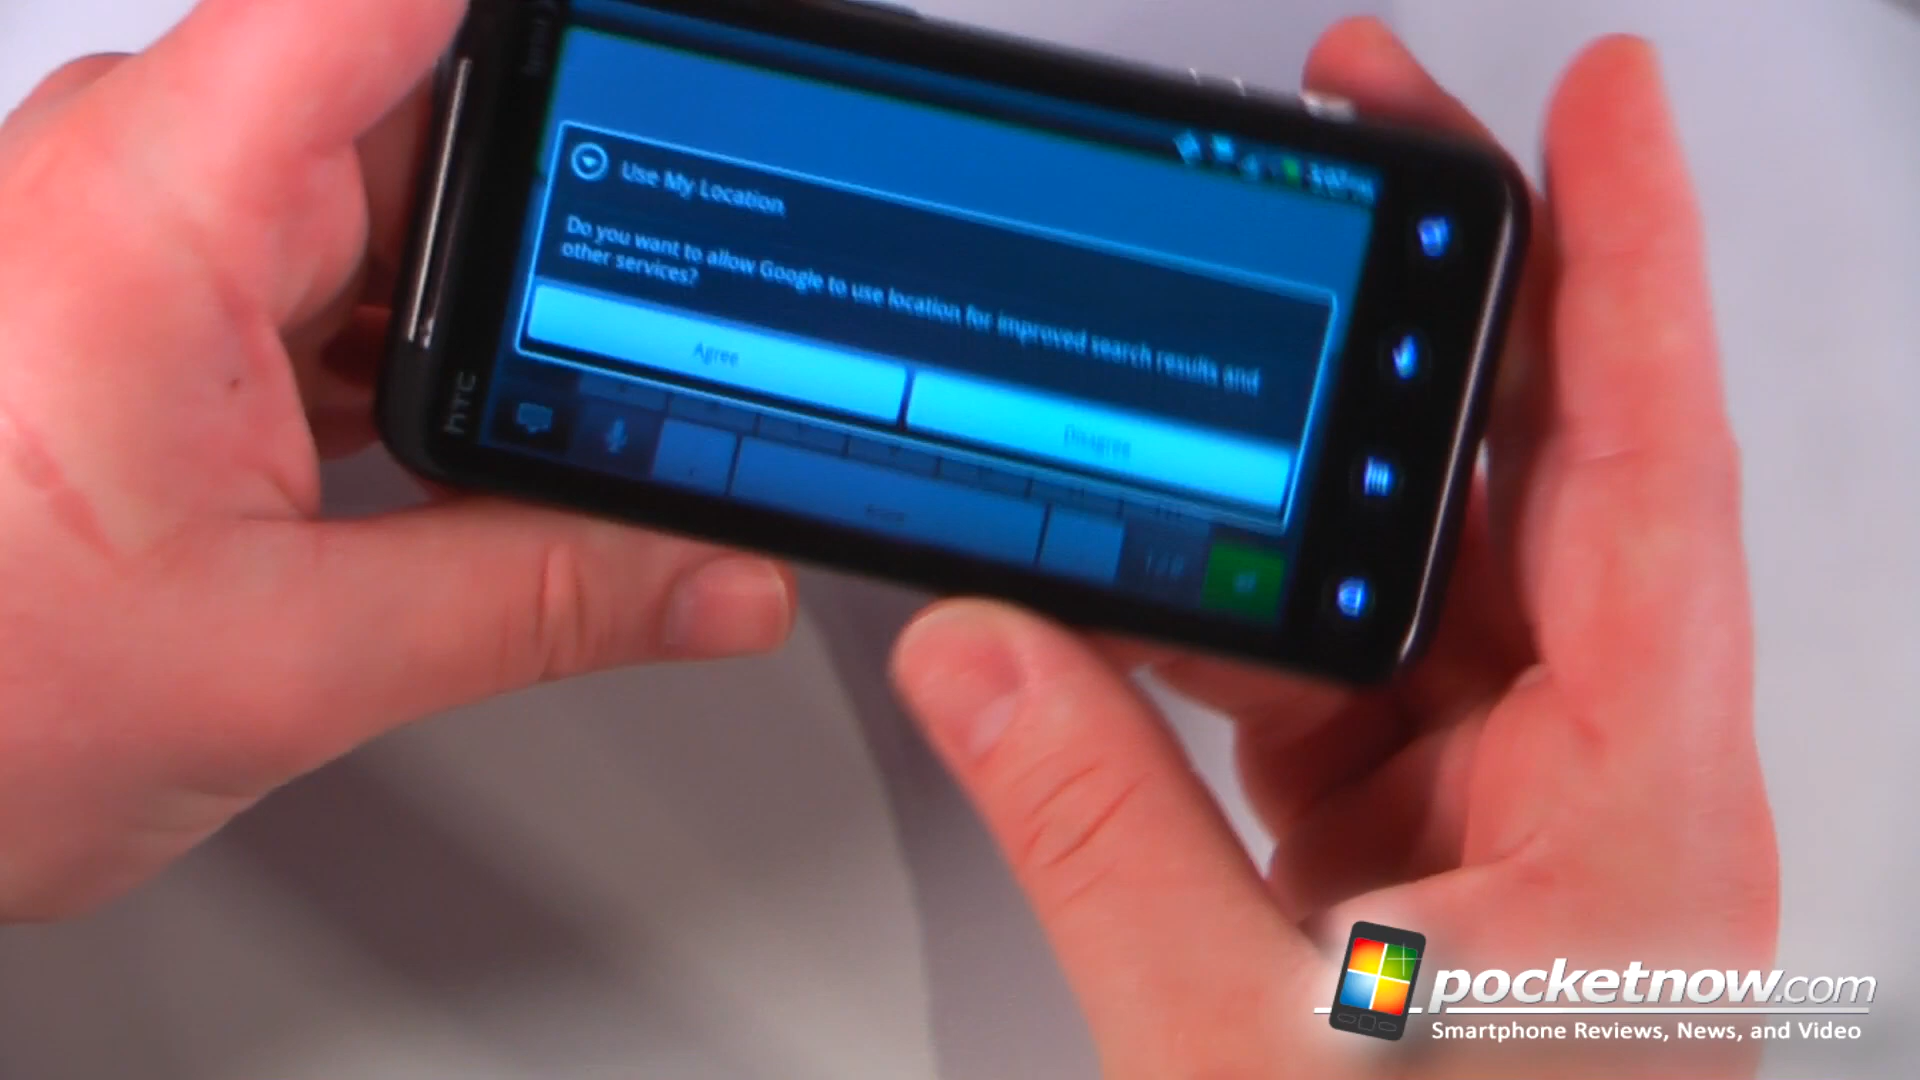 Use My Location
Do you want to allow Google to use location for improved search results and
other services?
Agree
Disagree
hTC
pocketnow.com
Smartphone Reviews, News, and Video